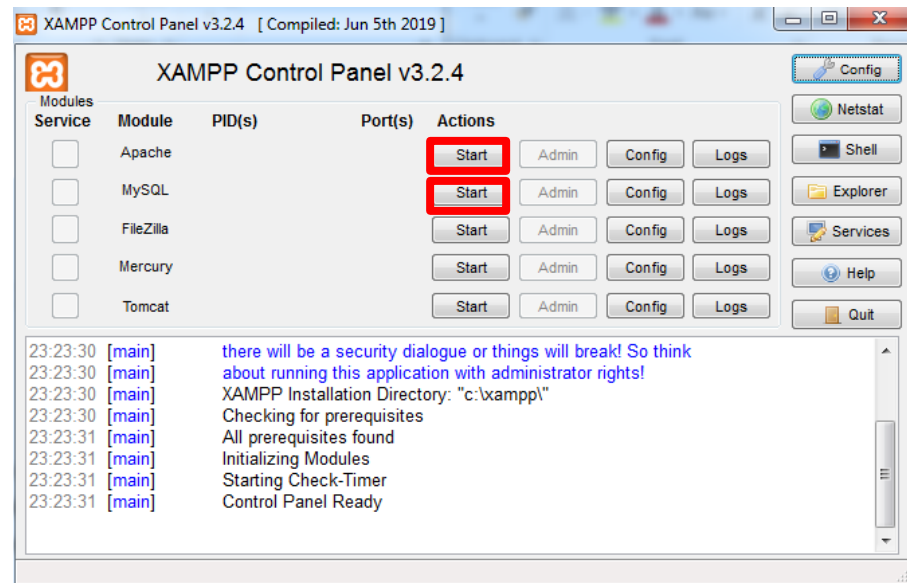 XAMPP Control Panel v3.2.4 [ Compiled: Jun 5th 2019 ]
XAMPP Control Panel v3.2.4
Config
Modules
Service Module PID(s) Port(s) Actions
Netstat
Apache Start Admin Config Logs
Shell
MySQL Start Admin Config Logs
Explorer
FileZilla Start Admin Config Logs
Services
Mercury Start Admin Config Logs
Help
Tomcat Start Admin Config Logs
Quit
23:23:30 [main] there will be a security dialogue or things will break! So think
23:23:30 [main] about running this application with administrator rights!
23:23:30 [main] XAMPP Installation Directory: "c:\xampp\"
23:23:30 [main] Checking for prerequisites
23:23:31 [main] All prerequisites found
23:23:31 [main] Initializing Modules
23:23:31 [main] Starting Check-Timer
23:23:31 [main] Control Panel Ready